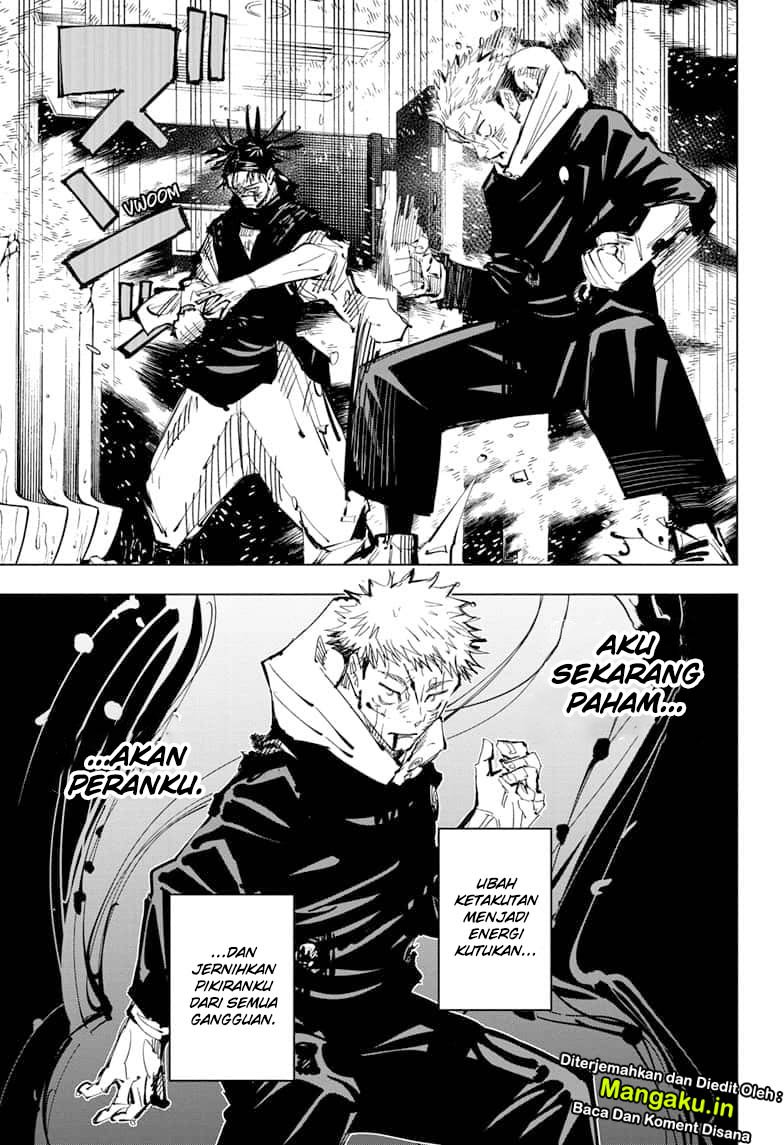 ズン
VWOOM
AKU
SEKARANG
PAHAM...
...AKAN
PERANKU.
UBAH
KETAKUTAN
MENJADI
ENERGI
KUTUKAN...
...DAN
JERNIHKAN
PIKIRANKU
DARI SEMUA
GANGGUAN.
Diterjemahkan dan Diedit Oleh :
Mangaku.in
Baca Dan Koment Disana